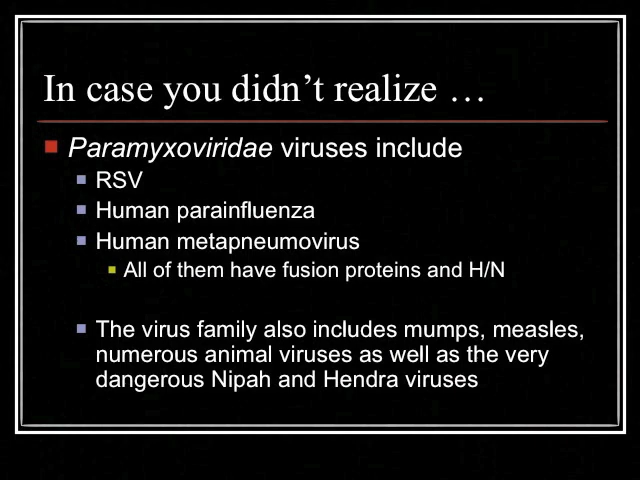 In case you didn’t realize …
Paramyxoviridae viruses include
RSV
Human parainfluenza
Human metapneumovirus
All of them have fusion proteins and H/N
The virus family also includes mumps, measles,
numerous animal viruses as well as the very
dangerous Nipah and Hendra viruses